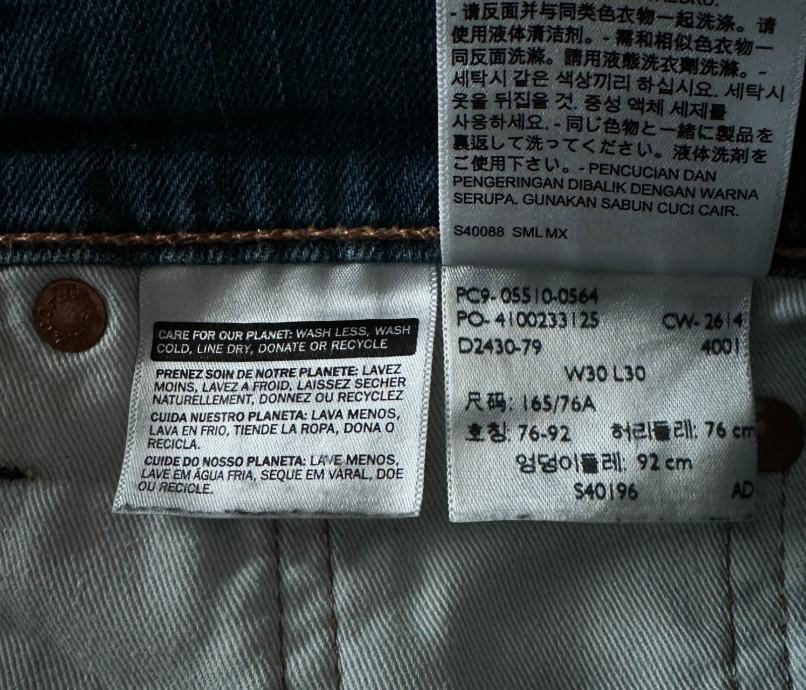 - 请反面并与同类色衣物一起洗涤。请
使用液体清洁剂。- 需和相似色衣物一
同反面洗滌。請用液態洗衣劑洗滌。-
세탁시 같은 색상끼리 하십시요. 세탁시
옷을 뒤집을 것. 중성 액체 세제를
사용하세요. - 同じ色物と一緒に製品を
裏返して洗ってください。液体洗剤を
ご使用下さい。- PENCUCIAN DAN
PENGERINGAN DIBALIK DENGAN WARNA
SERUPA. GUNAKAN SABUN CUCI CAIR.
S40088 SML MX
CARE FOR OUR PLANET: WASH LESS, WASH
COLD, LINE DRY, DONATE OR RECYCLE
PRENEZ SOIN DE NOTRE PLANETE: LAVEZ
MOINS, LAVEZ A FROID, LAISSEZ SECHER
NATURELLEMENT, DONNEZ OU RECYCLEZ
CUIDA NUESTRO PLANETA: LAVA MENOS,
LAVA EN FRIO, TIENDE LA ROPA, DONA O
RECICLA.
CUIDE DO NOSSO PLANETA: LAVE MENOS,
LAVE EM ÁGUA FRIA, SEQUE EM VARAL, DOE
OU RECICLE.
PC9-05510-0564
PO-4100233125 CW-2614
D2430-79 4001
W30 L30
尺码: 165/76A
호칭: 76-92 허리둘레: 76 cm
엉덩이둘레: 92 cm
S40196 AD